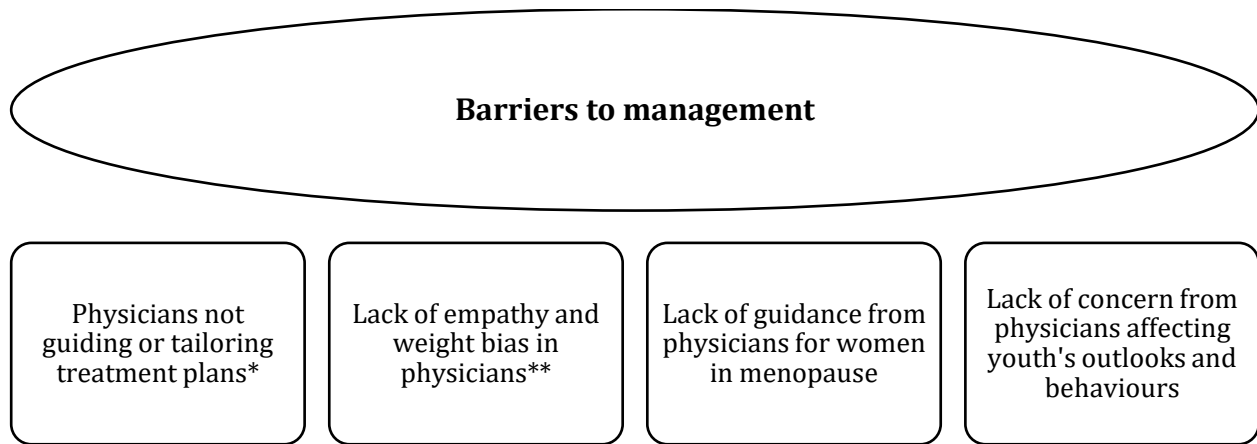 Barriers to management
Physicians not
guiding or tailoring
treatment plans*
Lack of empathy and
weight bias in
physicians**
Lack of guidance from
physicians for women
in menopause
Lack of concern from
physicians affecting
youth's outlooks and
behaviours